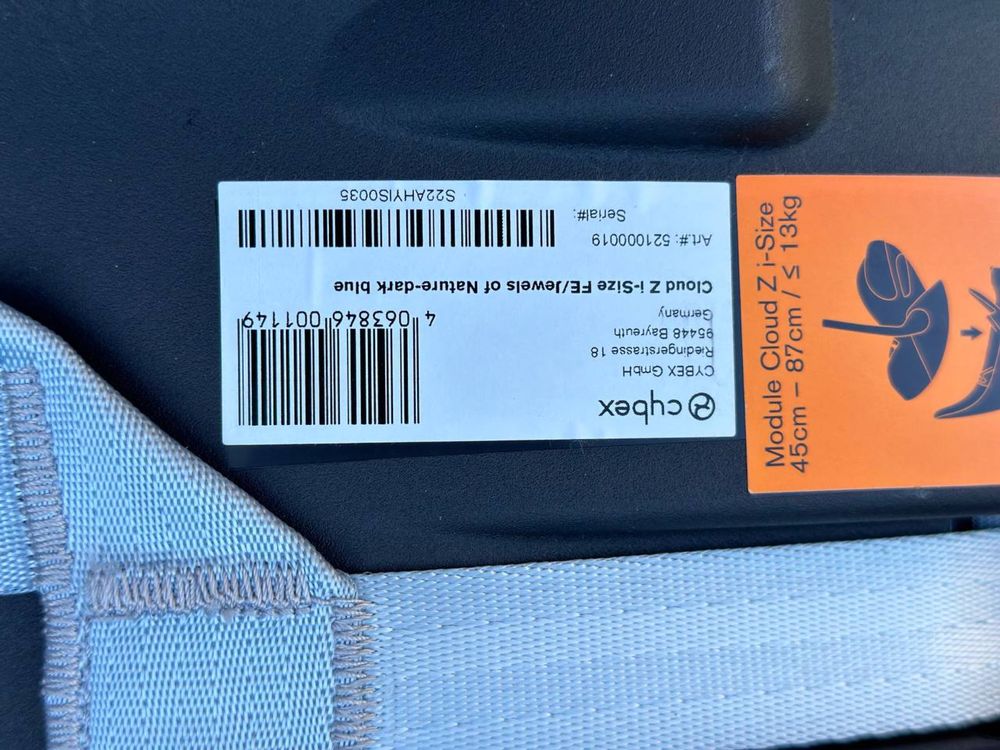 cybex
CYBEX GmbH
Riedingerstrasse 18
95448 Bayreuth
Germany
4 063846 001149
Cloud Z i-Size FE/Jewels of Nature-dark blue
Art.#: 521000019
Serial#:
S22AHYIS0035
Module Cloud Z i-Size
45cm – 87cm / ≤ 13kg